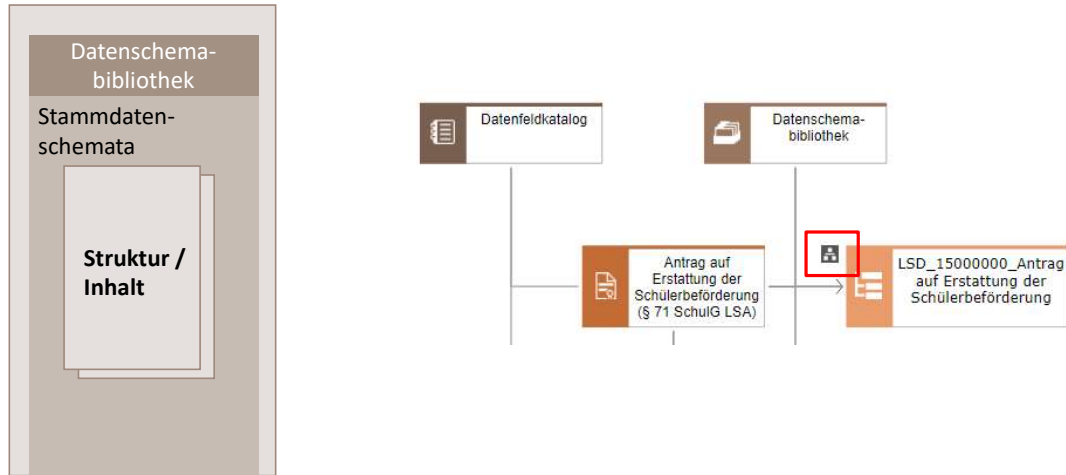 Datenschema-
bibliothek
Stammdaten-
schemata
Struktur /
Inhalt
Datenfeldkatalog
Datenschema-
bibliothek
Antrag auf
Erstattung der
Schülerbeförderung
(§ 71 SchulG LSA)
LSD_15000000_Antrag
auf Erstattung der
Schülerbeförderung